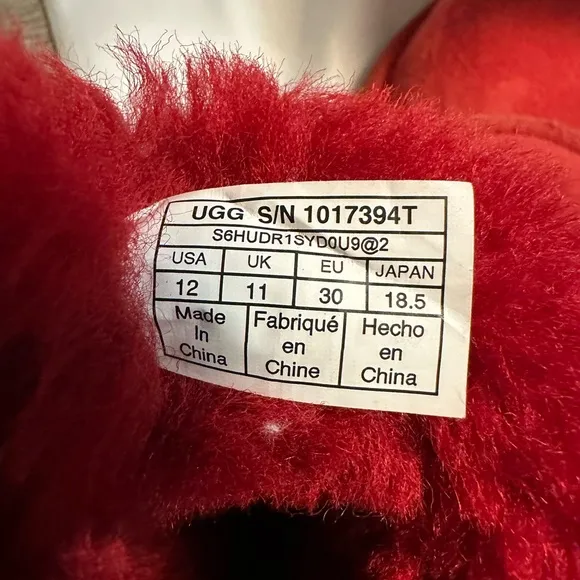 UGG S/N 1017394T
S6HUDR1SYD0U9@2
USA UK EU JAPAN
12 11 30 18.5
Made In China
Fabriqué en Chine
Hecho en China